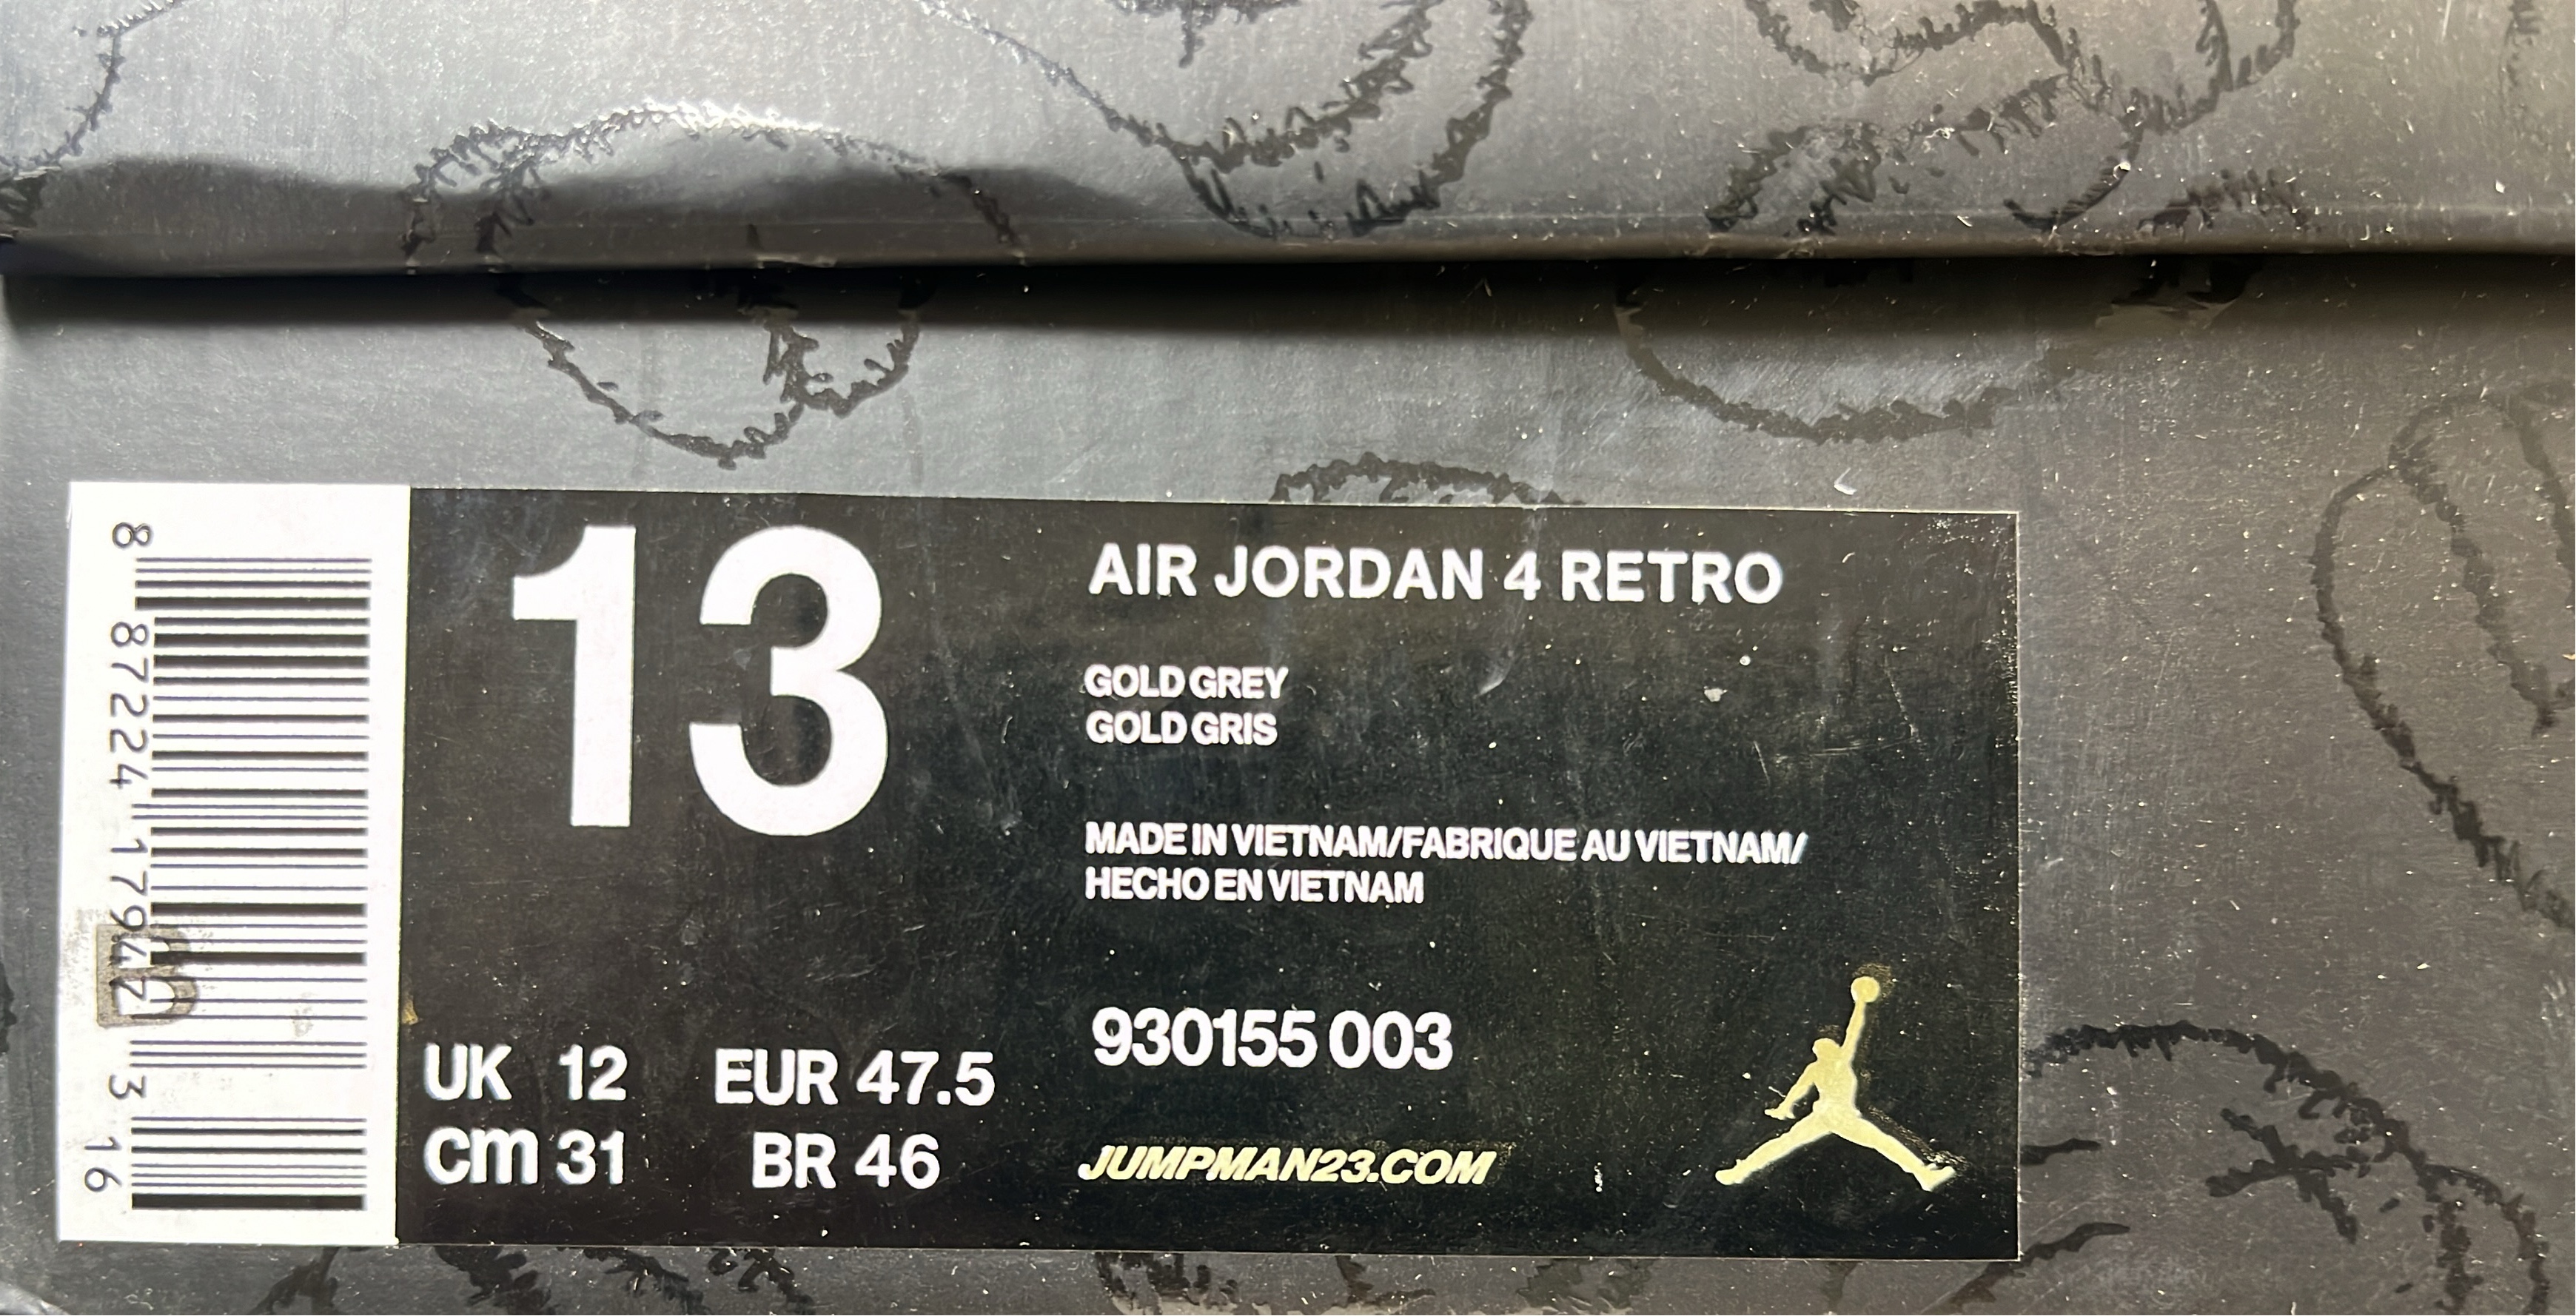 8 87224 17947 3 16
13
AIR JORDAN 4 RETRO
GOLD GREY
GOLD GRIS
MADE IN VIETNAM/FABRIQUE AU VIETNAM/
HECHO EN VIETNAM
930155 003
UK 12 EUR 47.5
cm 31 BR 46
JUMPMAN23.COM